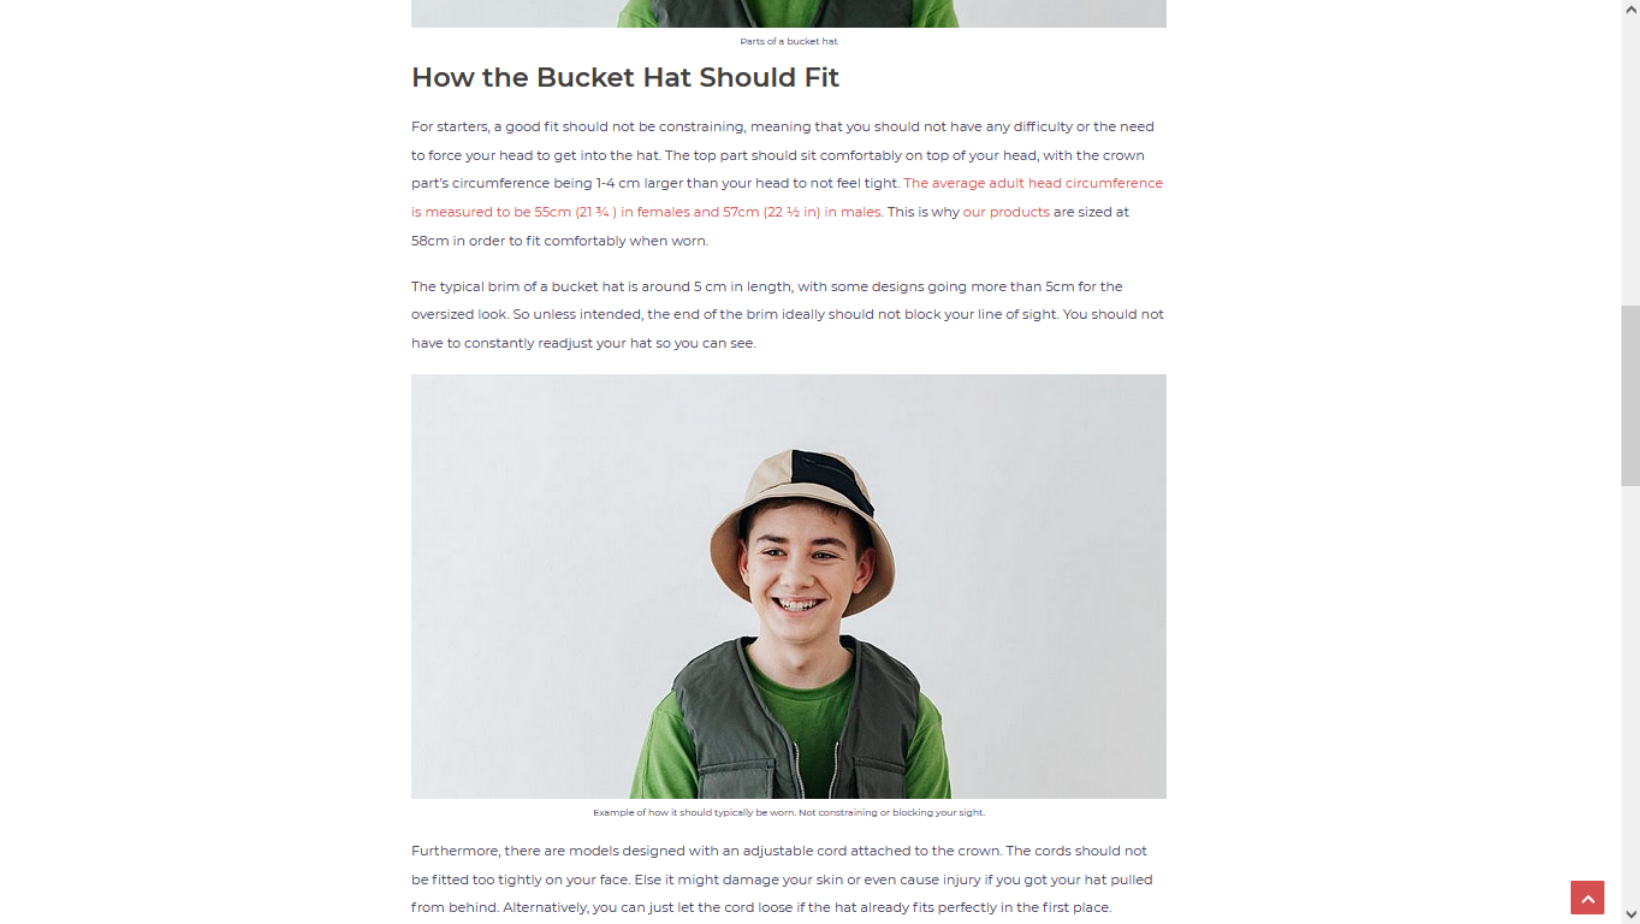 Parts of a bucket hat
How the Bucket Hat Should Fit
For starters, a good fit should not be constraining, meaning that you should not have any difficulty or the need
to force your head to get into the hat. The top part should sit comfortably on top of your head, with the crown
part's circumference being 1-4 cm larger than your head to not feel tight. The average adult head circumference
is measured to be 55cm (21 ¾ ) in females and 57cm (22 ½ in) in males. This is why our products are sized at
58cm in order to fit comfortably when worn.
The typical brim of a bucket hat is around 5 cm in length, with some designs going more than 5cm for the
oversized look. So unless intended, the end of the brim ideally should not block your line of sight. You should not
have to constantly readjust your hat so you can see.
Example of how it should typically be worn. Not constraining or blocking your sight.
Furthermore, there are models designed with an adjustable cord attached to the crown. The cords should not
be fitted too tightly on your face. Else it might damage your skin or even cause injury if you got your hat pulled
from behind. Alternatively, you can just let the cord loose if the hat already fits perfectly in the first place.